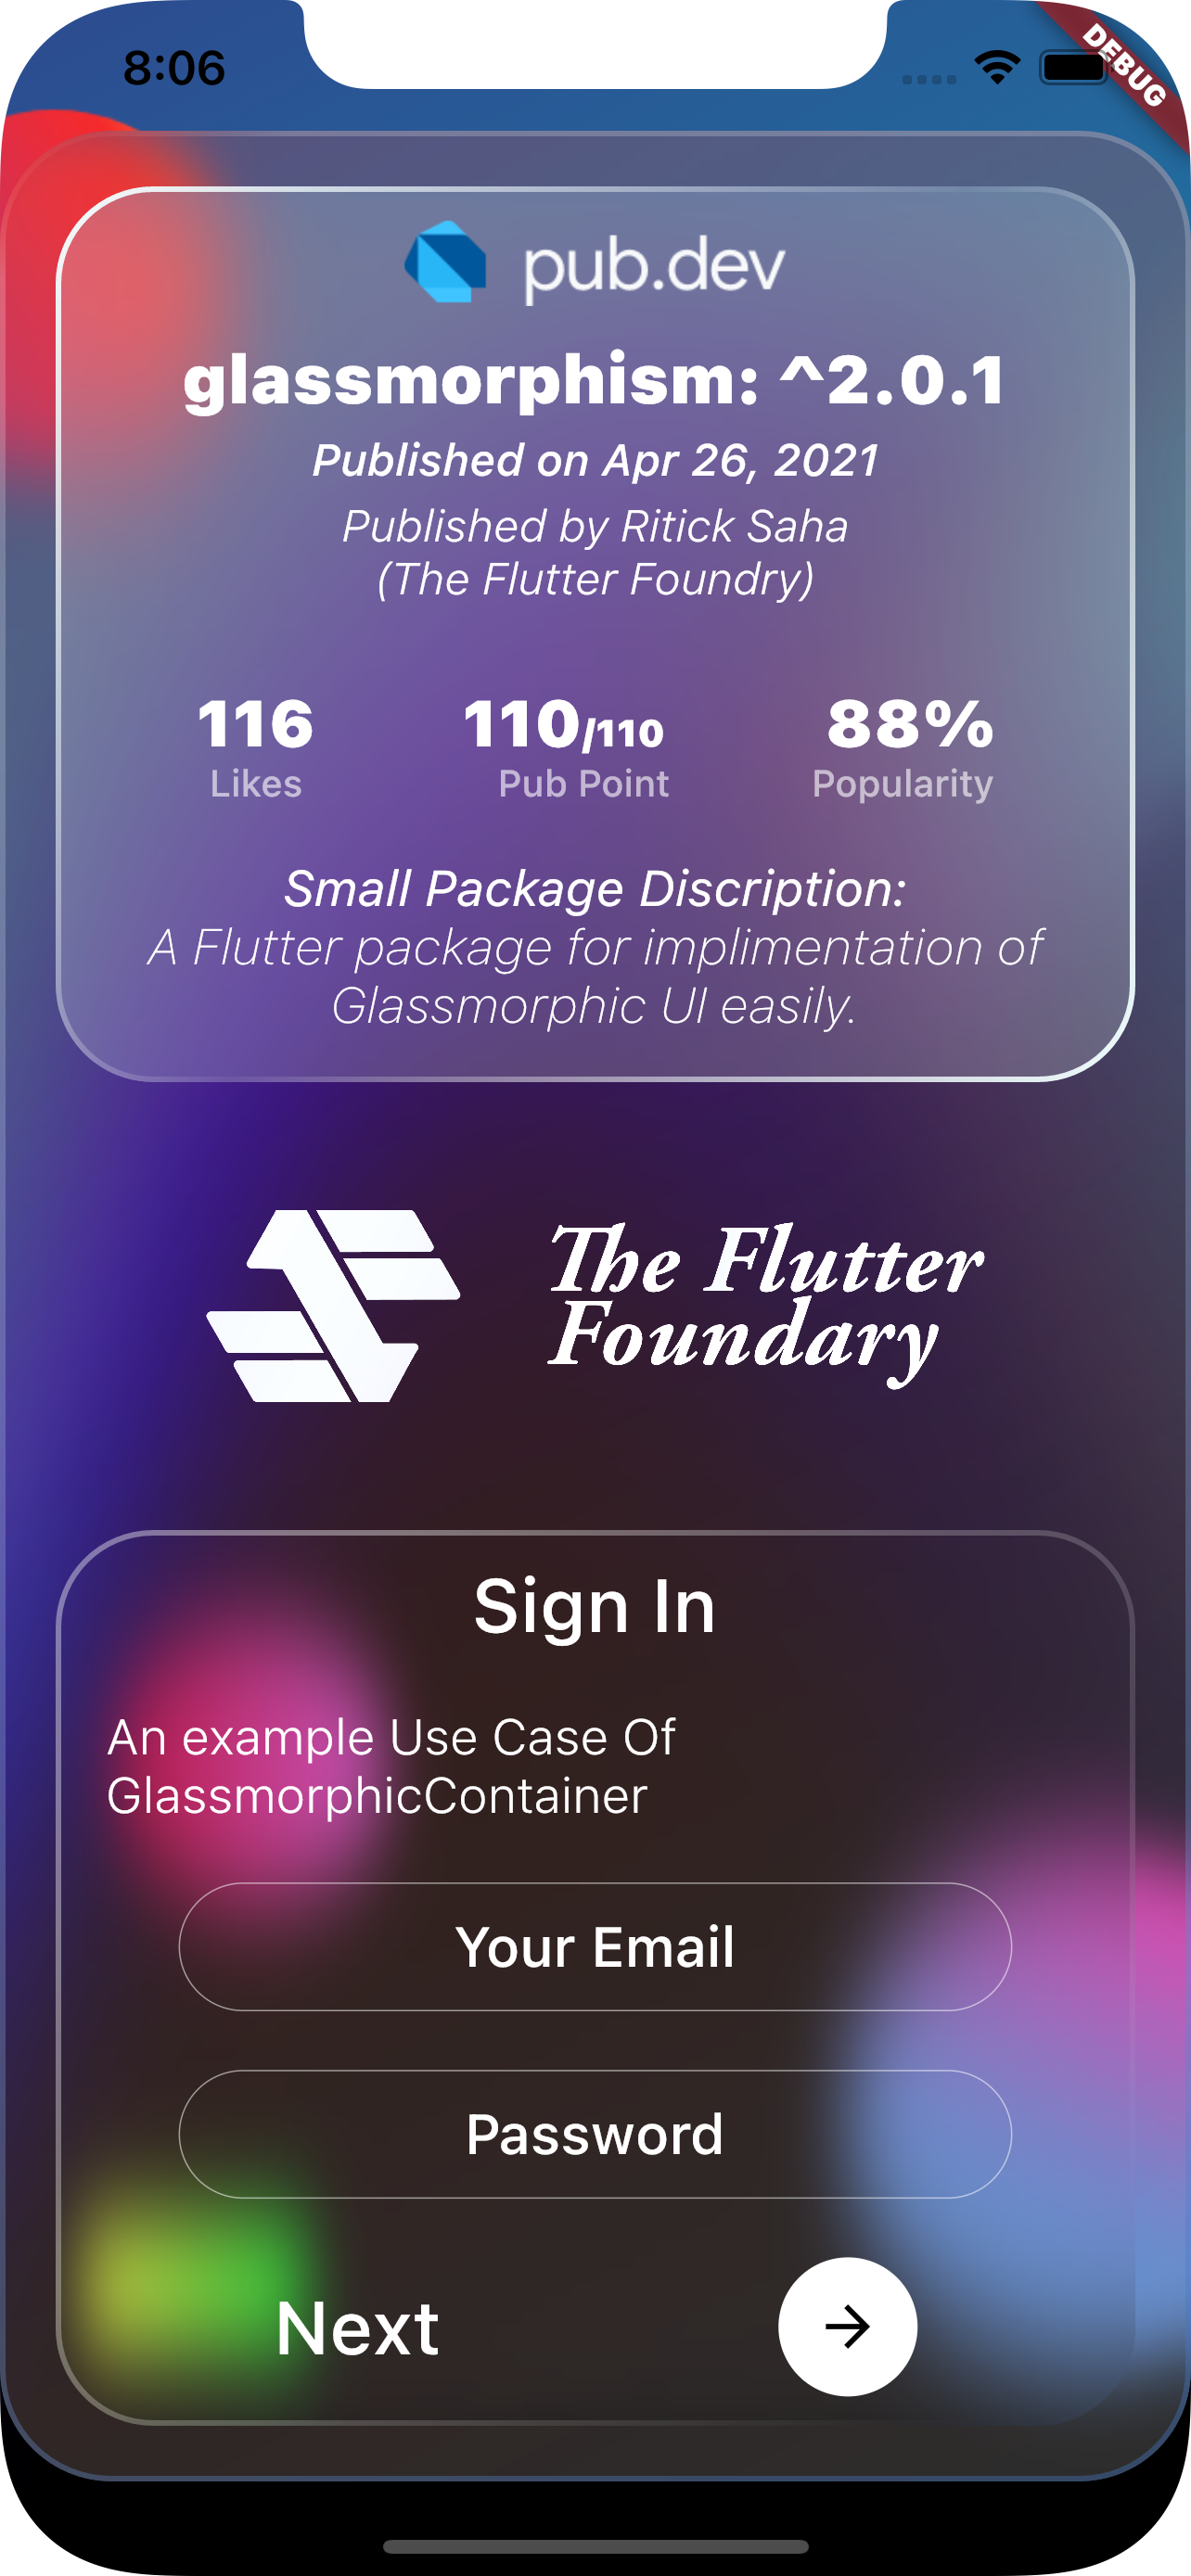 8:06
DEBUG
pub.dev
glassmorphism: ^2.0.1
Published on Apr 26, 2021
Published by Ritick Saha
(The Flutter Foundry)
116 110/110 88%
Likes Pub Point Popularity
Small Package Discription:
A Flutter package for implimentation of
Glassmorphic UI easily.
The Flutter
Foundary
Sign In
An example Use Case Of
GlassmorphicContainer
Your Email
Password
Next